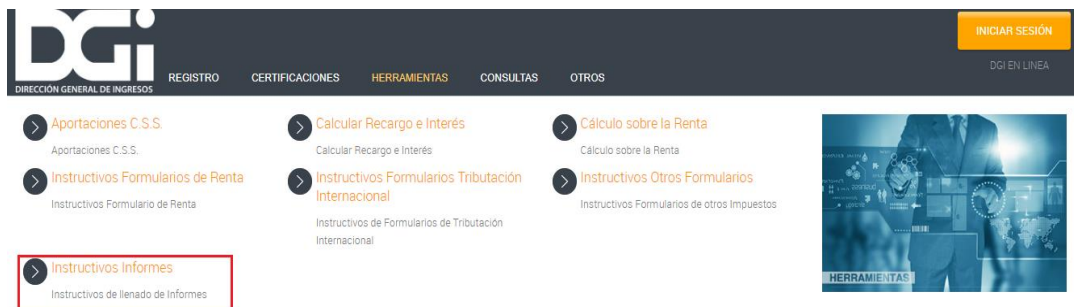 DGi
DIRECCIÓN GENERAL DE INGRESOS
REGISTRO CERTIFICACIONES HERRAMIENTAS CONSULTAS OTROS
INICIAR SESIÓN
DGI EN LINEA
Aportaciones C.S.S.
Aportaciones C.S.S.
Calcular Recargo e Interés
Calcular Recargo e Interés
Cálculo sobre la Renta
Cálculo sobre la Renta
Instructivos Formularios de Renta
Instructivos Formulario de Renta
Instructivos Formularios Tributación
Internacional
Instructivos de Formularios de Tributación
Internacional
Instructivos Otros Formularios
Instructivos Formularios de otros Impuestos
Instructivos Informes
Instructivos de llenado de Informes
HERRAMIENTAS